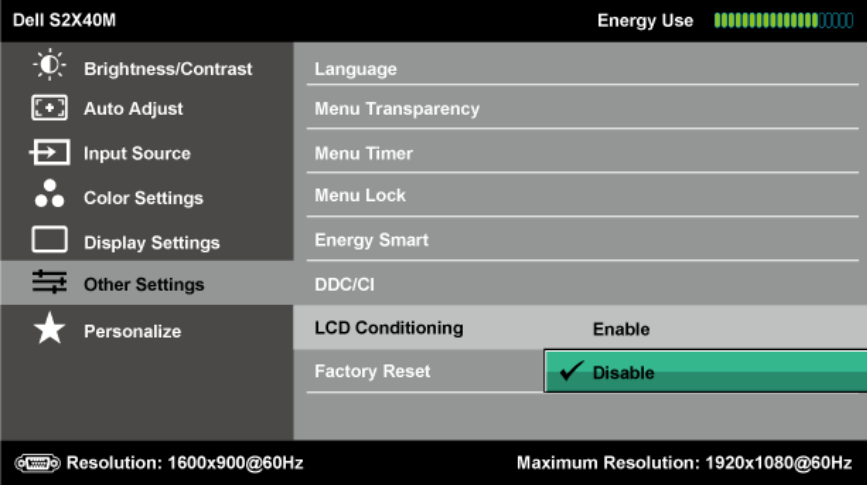 Dell S2X40M
Energy Use
Brightness/Contrast
Auto Adjust
Input Source
Color Settings
Display Settings
Other Settings
Personalize
Language
Menu Transparency
Menu Timer
Menu Lock
Energy Smart
DDC/CI
LCD Conditioning
Enable
Factory Reset
Disable
Resolution: 1600x900@60Hz
Maximum Resolution: 1920x1080@60Hz